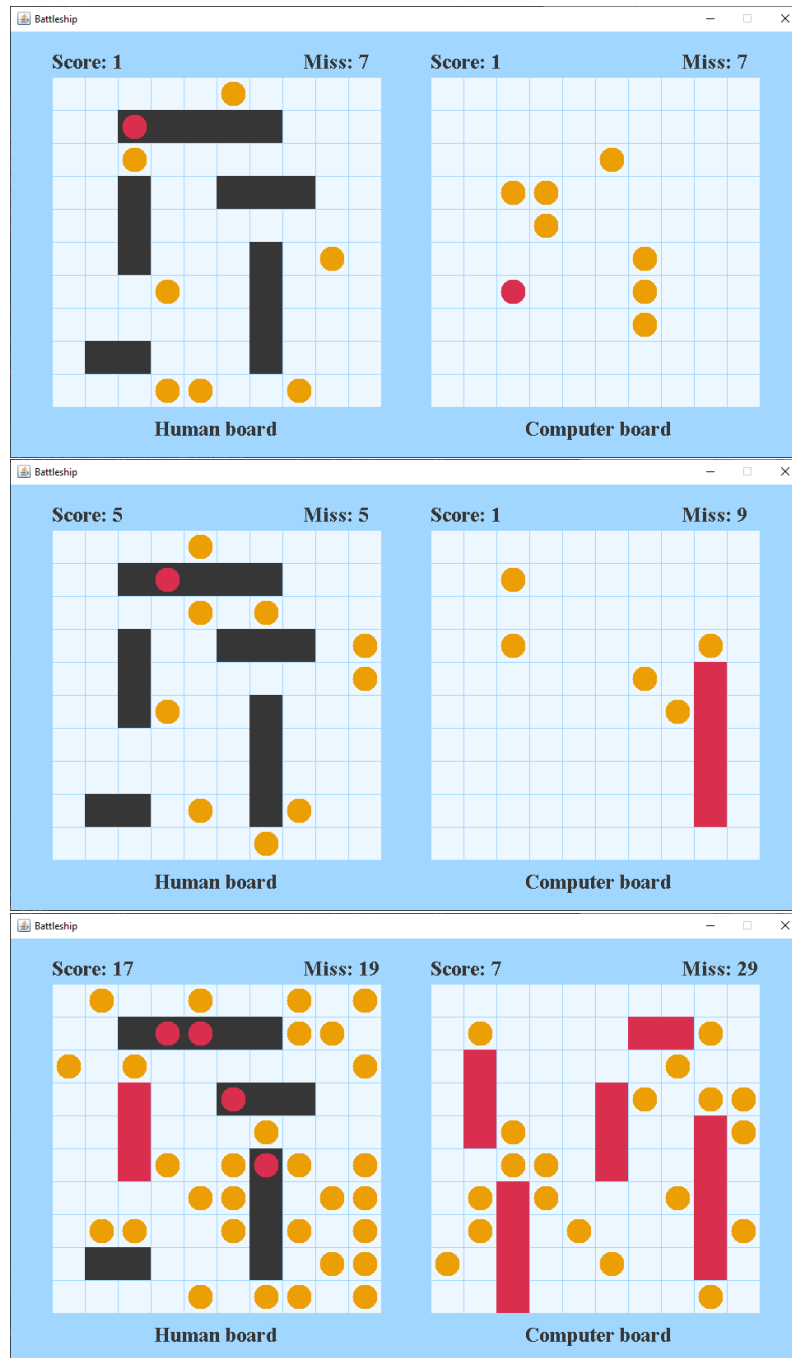 Battleship
Score: 1 Miss: 7 Score: 1 Miss: 7
Human board Computer board
Battleship
Score: 5 Miss: 5 Score: 1 Miss: 9
Human board Computer board
Battleship
Score: 17 Miss: 19 Score: 7 Miss: 29
Human board Computer board